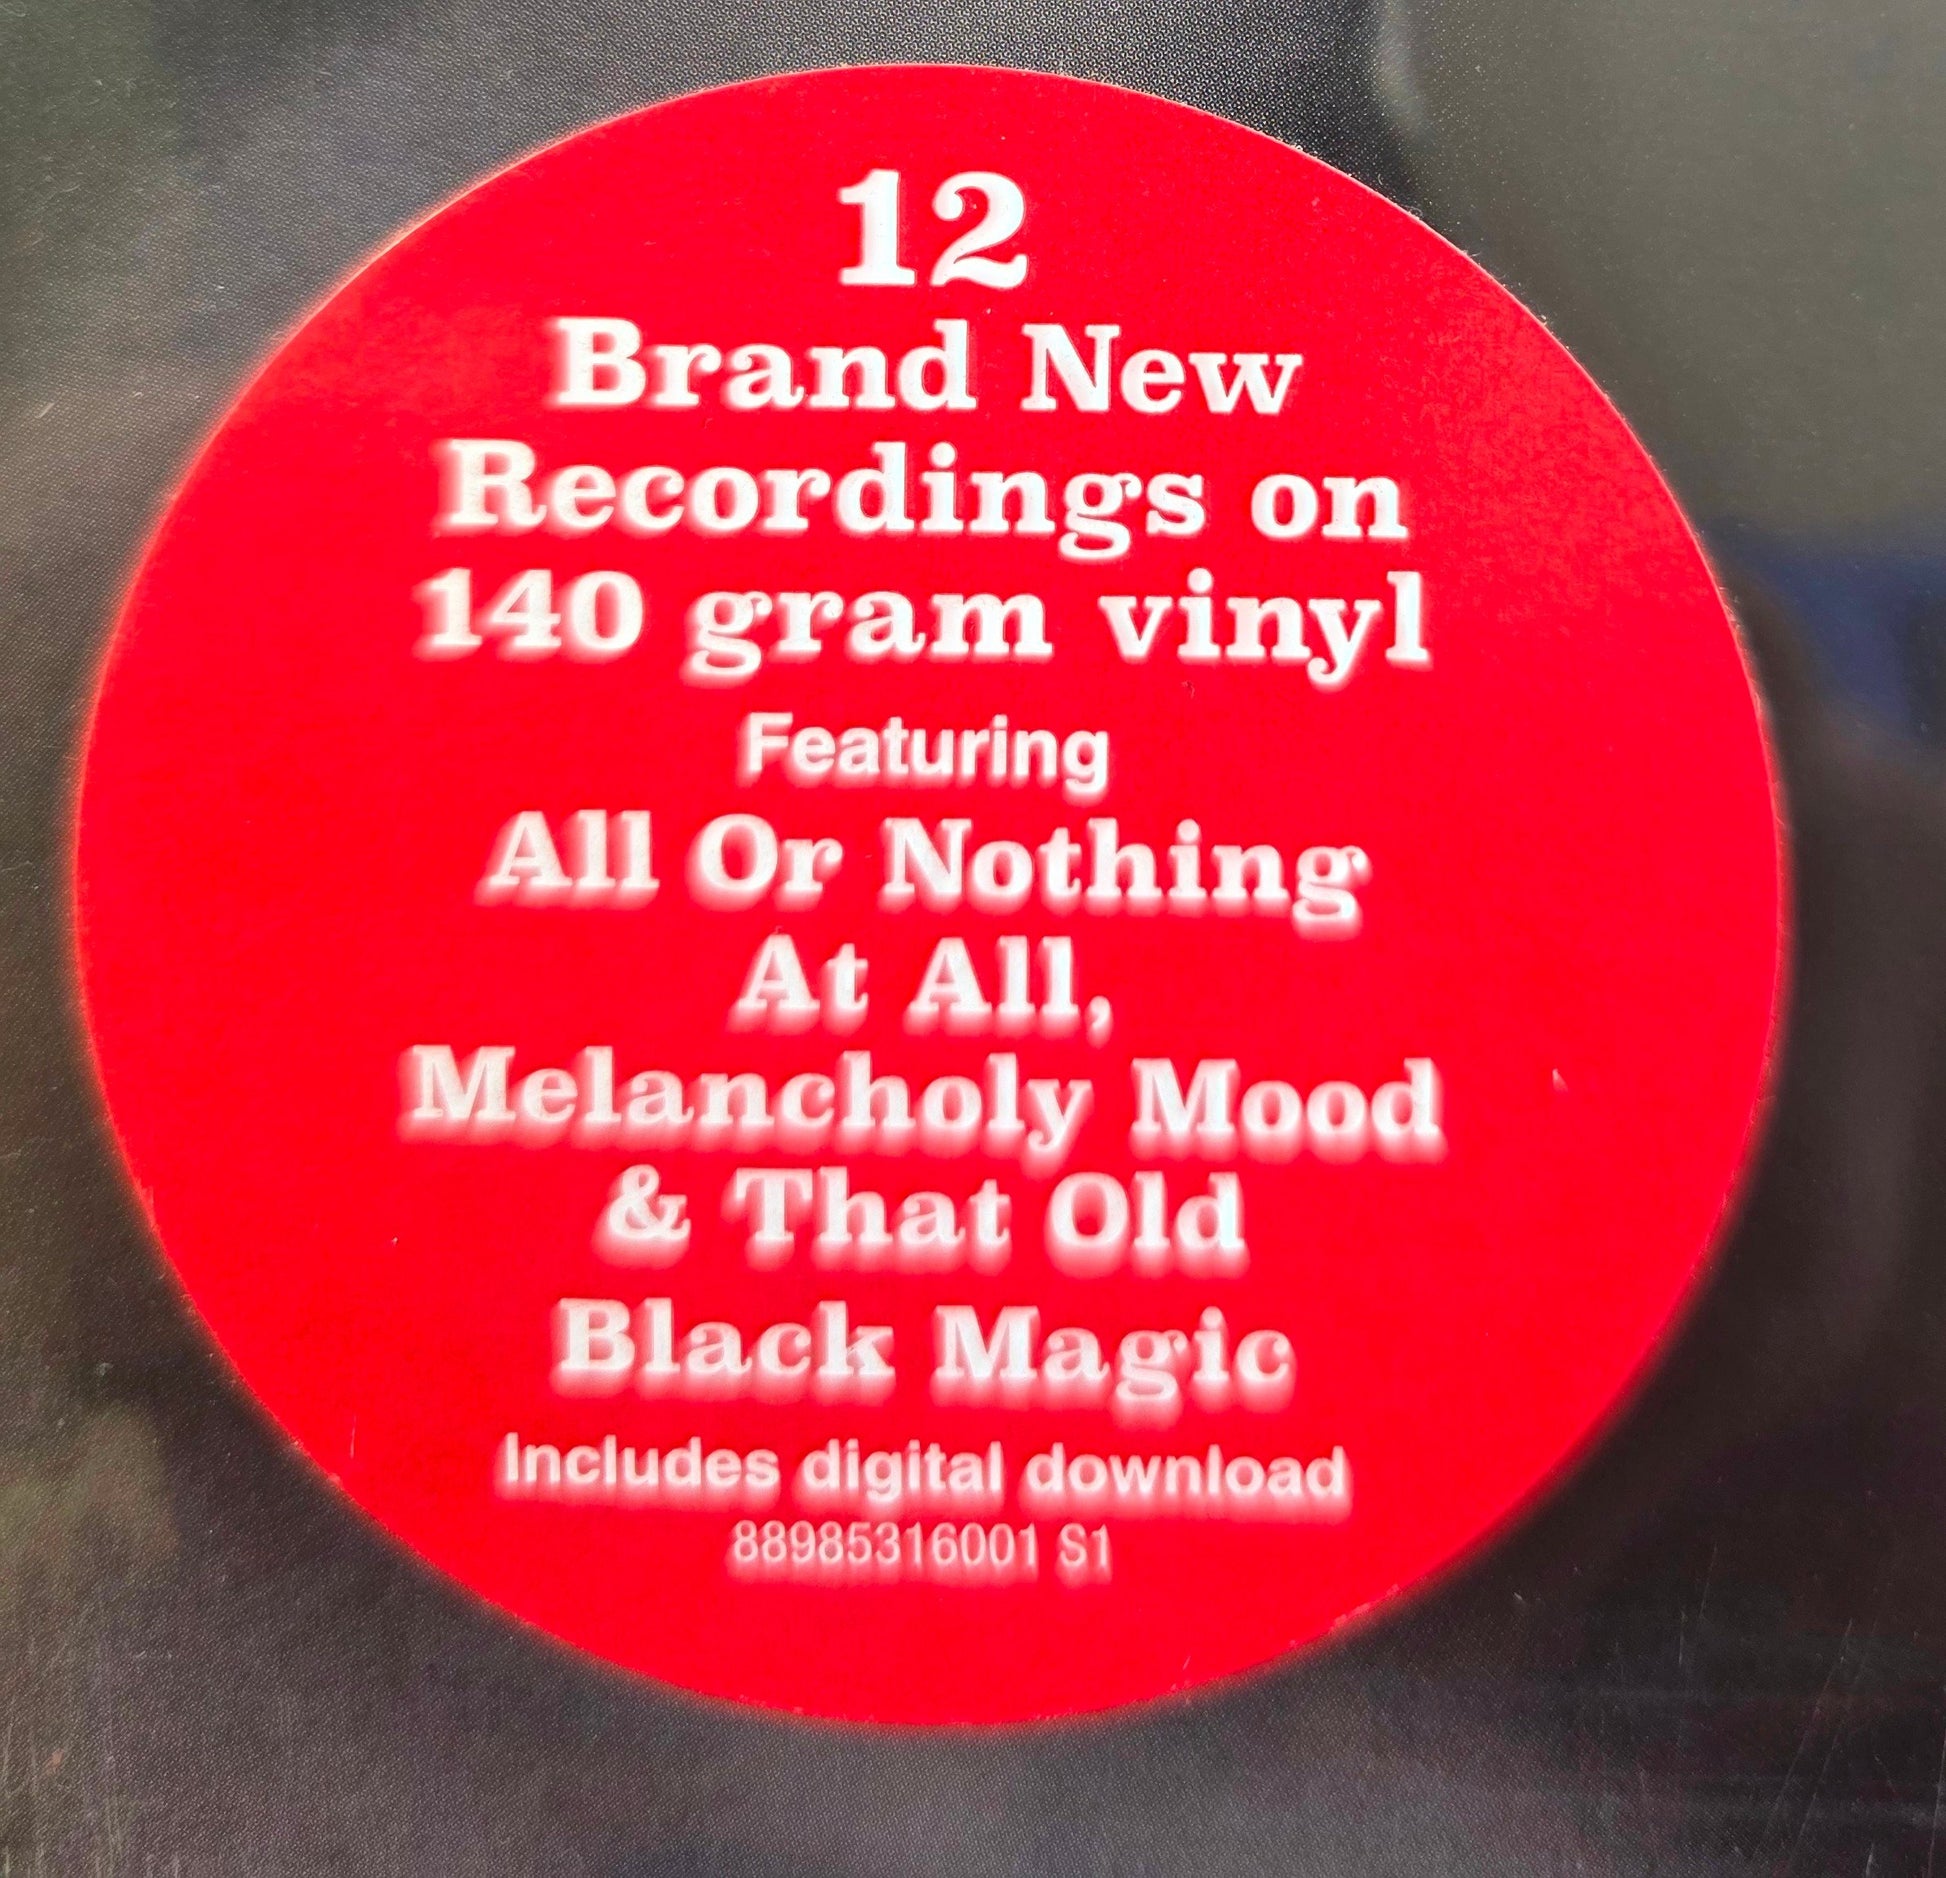 12
Brand New
Recordings on
140 gram vinyl
Featuring
All Or Nothing
At All,
Melancholy Mood
& That Old
Black Magic
Includes digital download
88985316001 S1